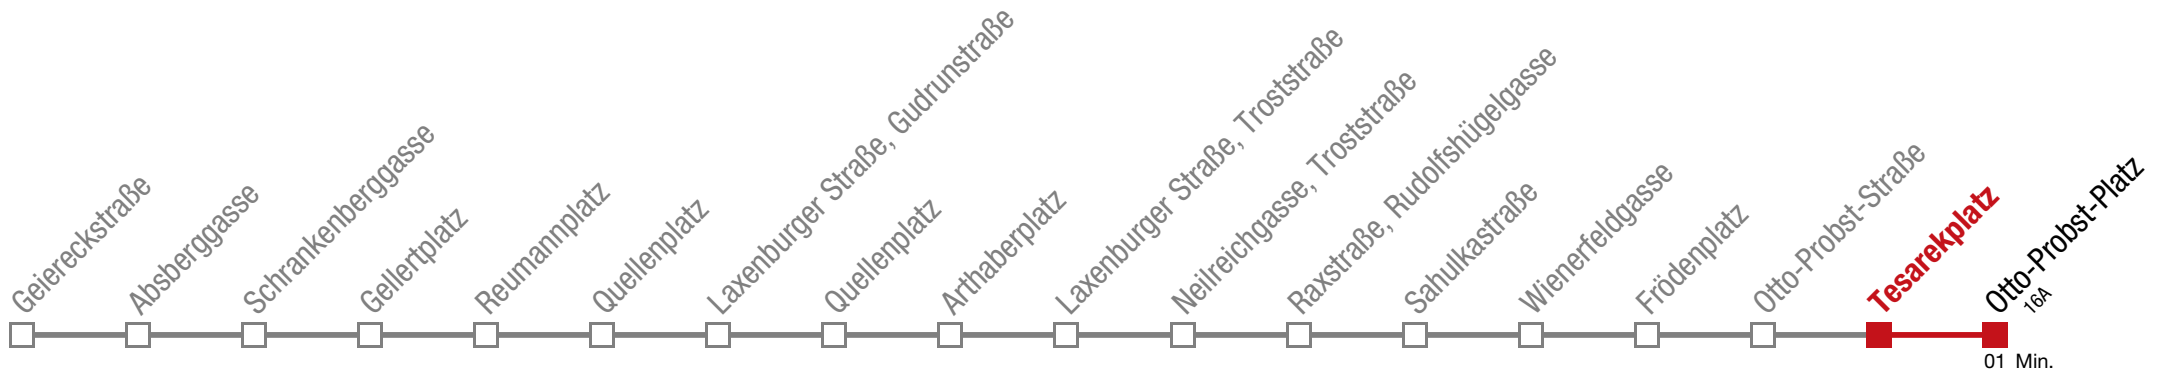 Geiereckstraße
Absberggasse
Schrankenberggasse
Gellertplatz
Reumannplatz
Quellenplatz
Laxenburger Straße, Gudrunstraße
Quellenplatz
Arthaberplatz
Laxenburger Straße, Troststraße
Neilreichgasse, Troststraße
Raxstraße, Rudolfshügelgasse
Sahulkastraße
Wienerfeldgasse
Frödenplatz
Otto-Probst-Straße
Tesarekplatz
Otto-Probst-Platz
16A
01 Min.